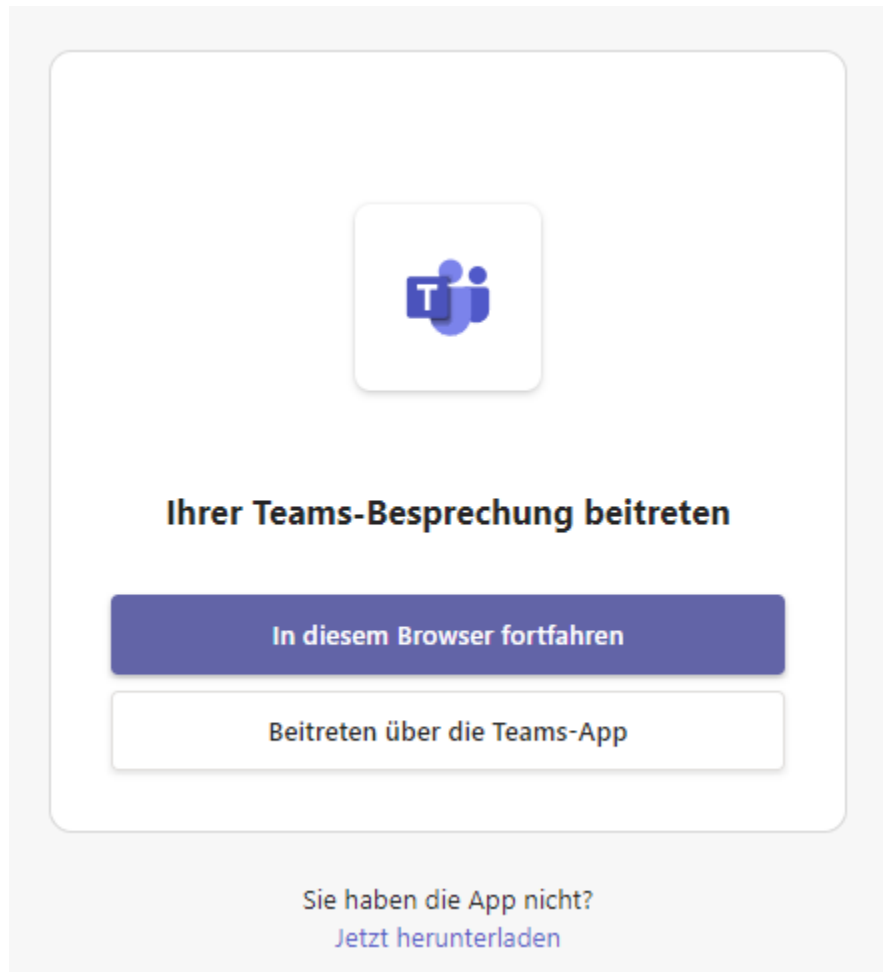 T
Ihrer Teams-Besprechung beitreten
In diesem Browser fortfahren
Beitreten über die Teams-App
Sie haben die App nicht?
Jetzt herunterladen